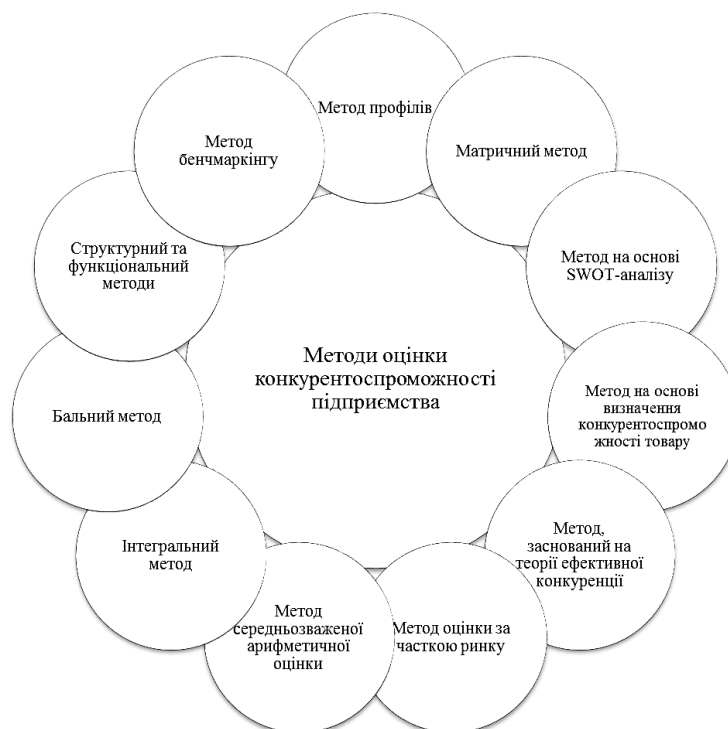 Метод профілів
Матричний метод
Метод на основі
SWOT-аналізу
Метод на основі
визначення
конкурентоспромо
жності товару
Метод,
заснований на
теорії ефективної
конкуренції
Метод оцінки за
часткою ринку
Метод
середньозваженої
арифметичної
оцінки
Інтегральний
метод
Бальний метод
Структурний та
функціональний
методи
Метод
бенчмаркінгу
Методи оцінки
конкурентоспроможності
підприємства